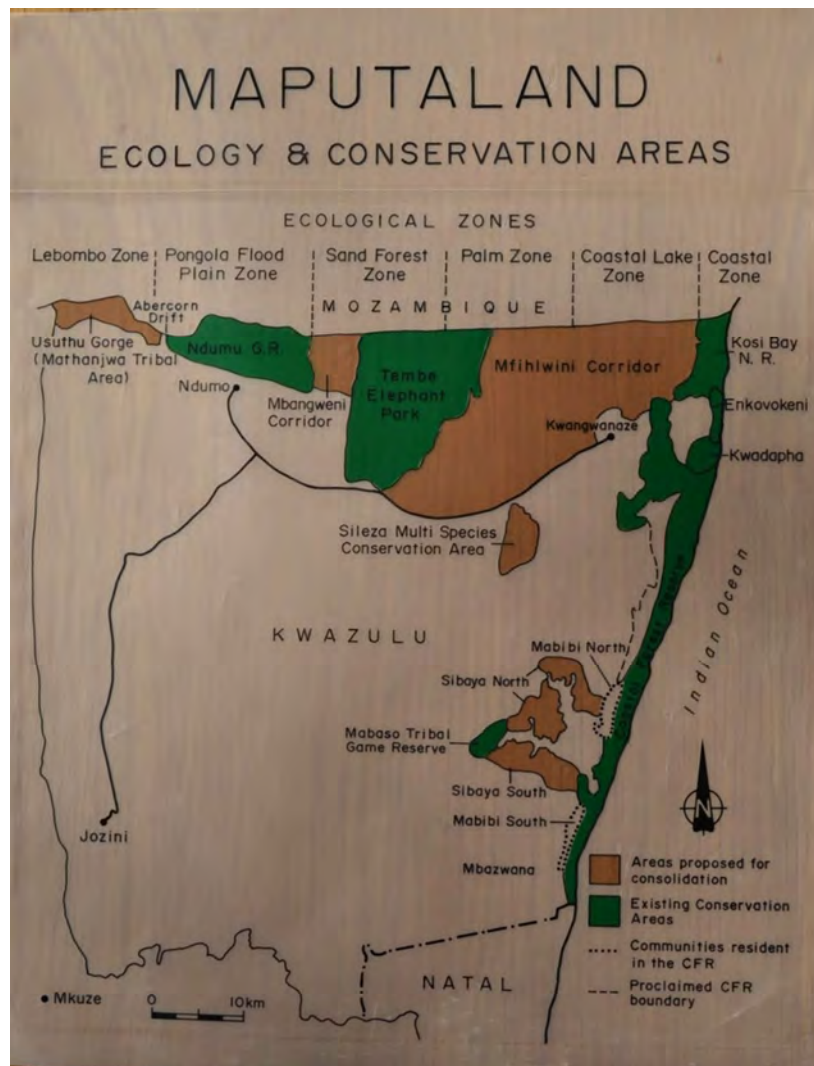 MAPUTALAND
ECOLOGY & CONSERVATION AREAS
ECOLOGICAL ZONES
Lebombo Zone
Pongola Flood
Plain Zone
Sand Forest
Zone
Palm Zone
Coastal Lake
Zone
Coastal
Zone
MOZAMBIQUE
Abercorn
Drift
Usuthu Gorge
(Mathanjwa Tribal
Area)
Ndumu G.R.
Ndumo
Mbangweni
Corridor
Tembe
Elephant
Park
Mfihlwini Corridor
Kosi Bay
N. R.
Enkovokeni
Kwangwanaze
Kwadapha
Sileza Multi Species
Conservation Area
Coastal Forest Reserve
Indian Ocean
KWAZULU
Mabibi North
Sibaya North
Mabaso Tribal
Game Reserve
Sibaya South
Mabibi South
Mbazwana
Jozini
N
Areas proposed for
consolidation
Existing Conservation
Areas
Communities resident
in the CFR
Proclaimed CFR
boundary
NATAL
Mkuze
0 10km